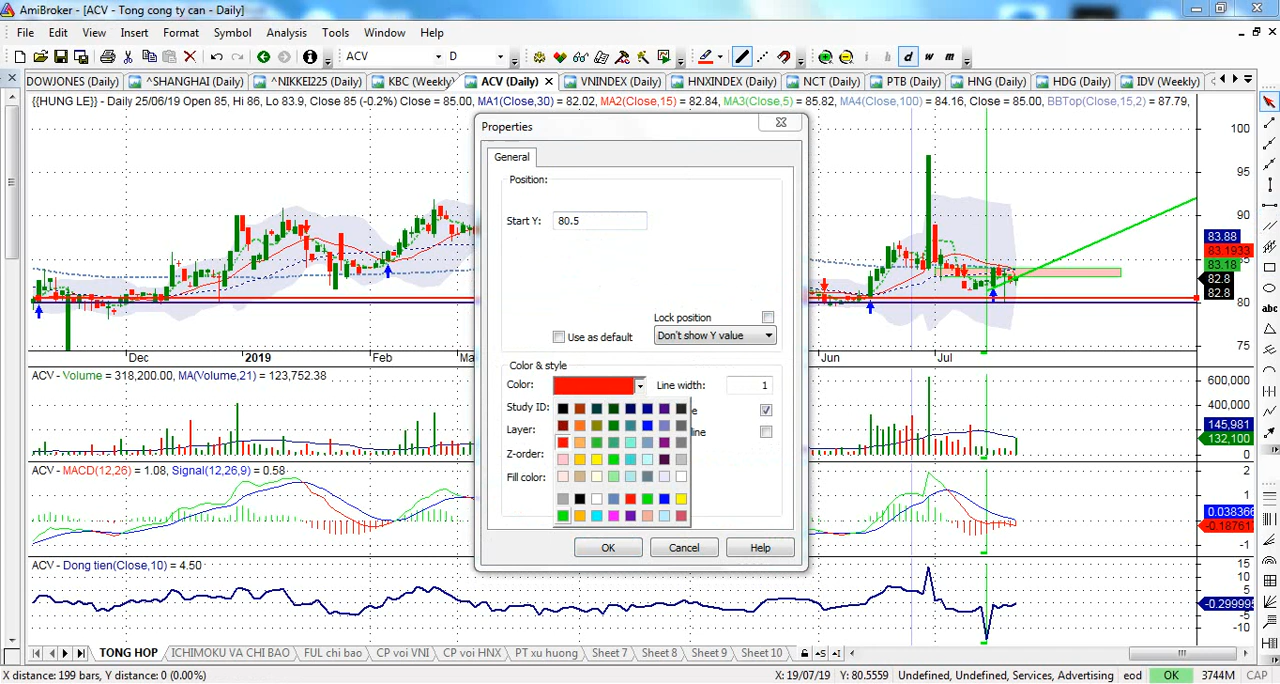 AmiBroker - [ACV - Tong cong ty can - Daily]
File Edit View Insert Format Symbol Analysis Tools Window Help
ACV D i h d w m
DOWJONES (Daily) ^SHANGHAI (Daily) ^NIKKEI225 (Daily) KBC (Weekly) ACV (Daily) VNINDEX (Daily) HNXINDEX (Daily) NCT (Daily) PTB (Daily) HNG (Daily) HDG (Daily) IDV (Weekly)
{{HUNG LE}} - Daily 25/06/19 Open 85, Hi 86, Lo 83.9, Close 85 (-0.2%) Close = 85.00, MA1(Close,30) = 82.02, MA2(Close,15) = 82.84, MA3(Close,5) = 85.82, MA4(Close,100) = 84.16, Close = 85.00, BBTop(Close,15,2) = 87.79,
100
95
90
83.88
83.1933
83.18
82.8
82.8
80
75
Dec 2019 Feb Jun Jul
Properties
General
Position:
Start Y: 80.5
Lock position
Use as default Don't show Y value
Color & style
Color: Line width: 1
Study ID:
Layer:
Z-order:
Fill color:
OK Cancel Help
ACV - Volume = 318,200.00, MA(Volume,21) = 123,752.38
600,000
145,981
132,100
ACV - MACD(12,26) = 1.08, Signal(12,26,9) = 0.58
2
1
0.038366
-0.18761
-1
ACV - Dong tien(Close,10) = 4.50
15
10
5
-0.299995
-5
-10
TONG HOP ICHIMOKU VA CHI BAO FUL chi bao CP voi VNI CP voi HNX PT xu huong Sheet 7 Sheet 8 Sheet 9 Sheet 10
X distance: 199 bars, Y distance: 0 (0.00%) X: 19/07/19 Y: 80.5559 Undefined, Undefined, Services, Advertising eod OK 3744M CAP